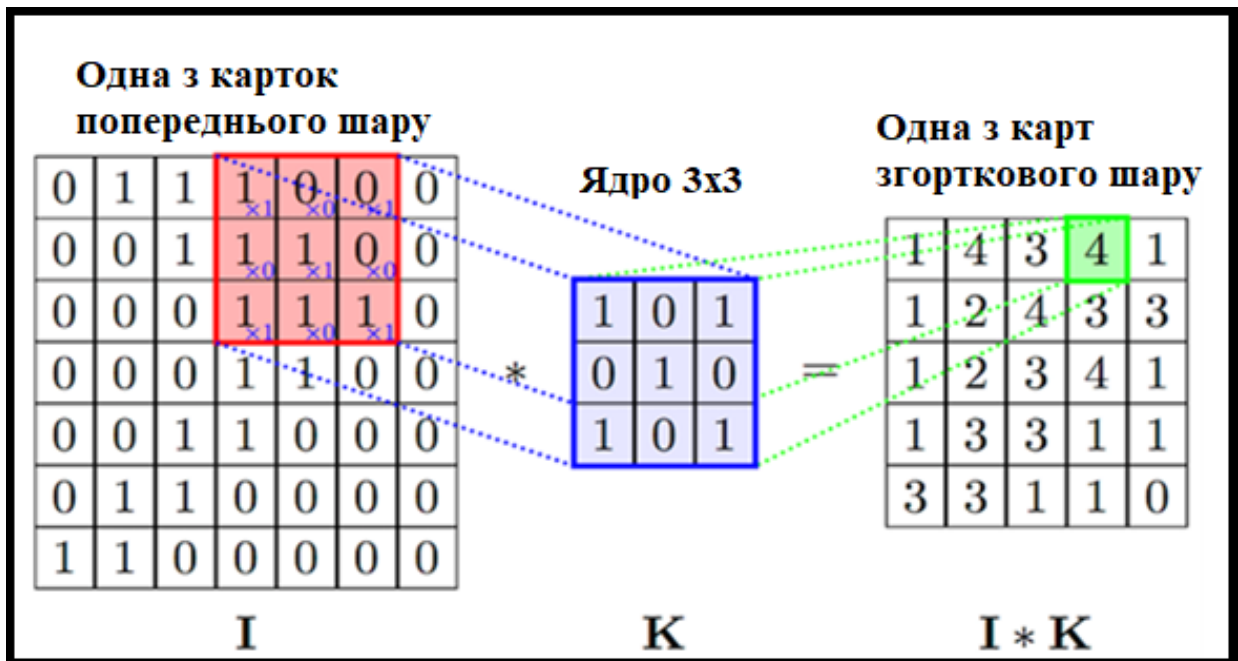 Одна з карток
попереднього шару
Ядро 3х3
Одна з карт
згорткового шару
0 1 1 1×1 0×0 0×1 0
0 0 1 1×0 1×1 0×0 0
0 0 0 1×1 1×0 1×1 0
0 0 0 1 1 0 0
0 0 1 1 0 0 0
0 1 1 0 0 0 0
1 1 0 0 0 0 0
I
*
1 0 1
0 1 0
1 0 1
K
=
1 4 3 4 1
1 2 4 3 3
1 2 3 4 1
1 3 3 1 1
3 3 1 1 0
I * K